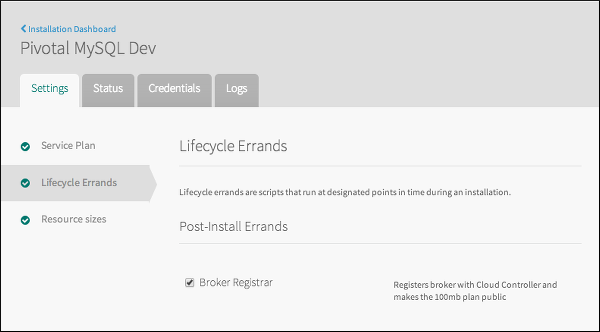 Installation Dashboard
Pivotal MySQL Dev
Settings Status Credentials Logs
Service Plan
Lifecycle Errands
Resource sizes
Lifecycle Errands
Lifecycle errands are scripts that run at designated points in time during an installation.
Post-Install Errands
Broker Registrar
Registers broker with Cloud Controller and
makes the 100mb plan public